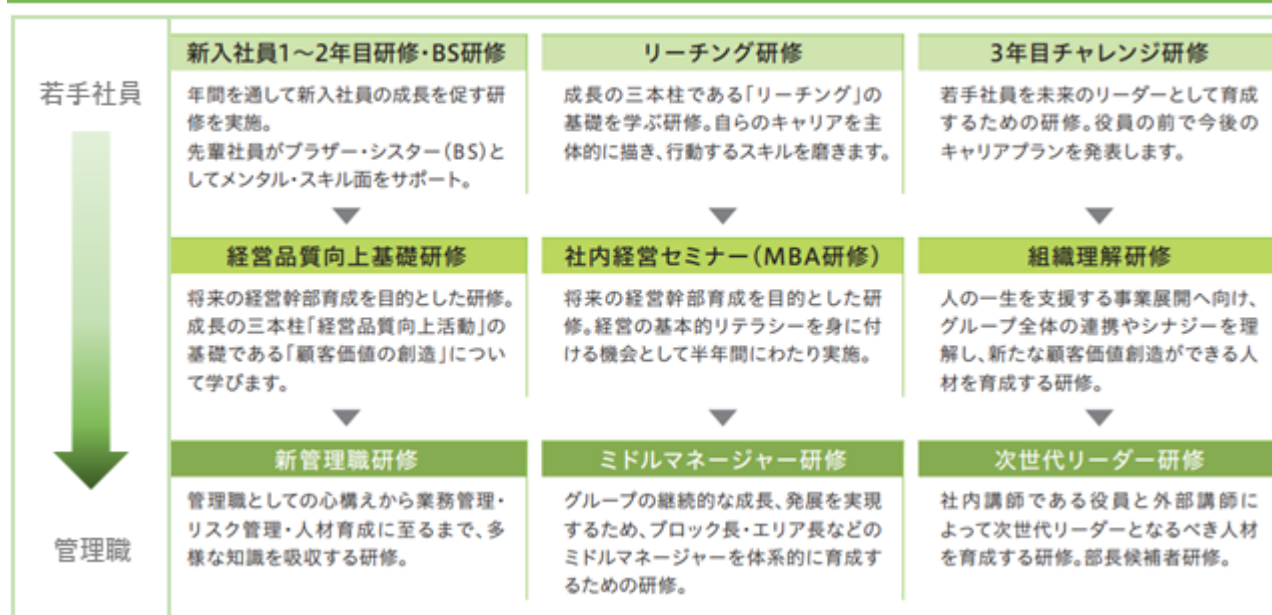 若手社員
新入社員1～2年目研修・BS研修
年間を通して新入社員の成長を促す研
修を実施。
先輩社員がブラザー・シスター(BS)と
してメンタル・スキル面をサポート。
リーチング研修
成長の三本柱である「リーチング」の
基礎を学ぶ研修。自らのキャリアを主
体的に描き、行動するスキルを磨きます。
3年目チャレンジ研修
若手社員を未来のリーダーとして育成
するための研修。役員の前で今後の
キャリアプランを発表します。
経営品質向上基礎研修
将来の経営幹部育成を目的とした研修。
成長の三本柱「経営品質向上活動」の
基礎である「顧客価値の創造」につい
て学びます。
社内経営セミナー(MBA研修)
将来の経営幹部育成を目的とした研
修。経営の基本的リテラシーを身に付
ける機会として半年間にわたり実施。
組織理解研修
人の一生を支援する事業展開へ向け、
グループ全体の連携やシナジーを理
解し、新たな顧客価値創造ができる人
材を育成する研修。
管理職
新管理職研修
管理職としての心構えから業務管理・
リスク管理・人材育成に至るまで、多
様な知識を吸収する研修。
ミドルマネージャー研修
グループの継続的な成長、発展を実現
するため、ブロック長・エリア長などの
ミドルマネージャーを体系的に育成す
るための研修。
次世代リーダー研修
社内講師である役員と外部講師に
よって次世代リーダーとなるべき人材
を育成する研修。部長候補者研修。